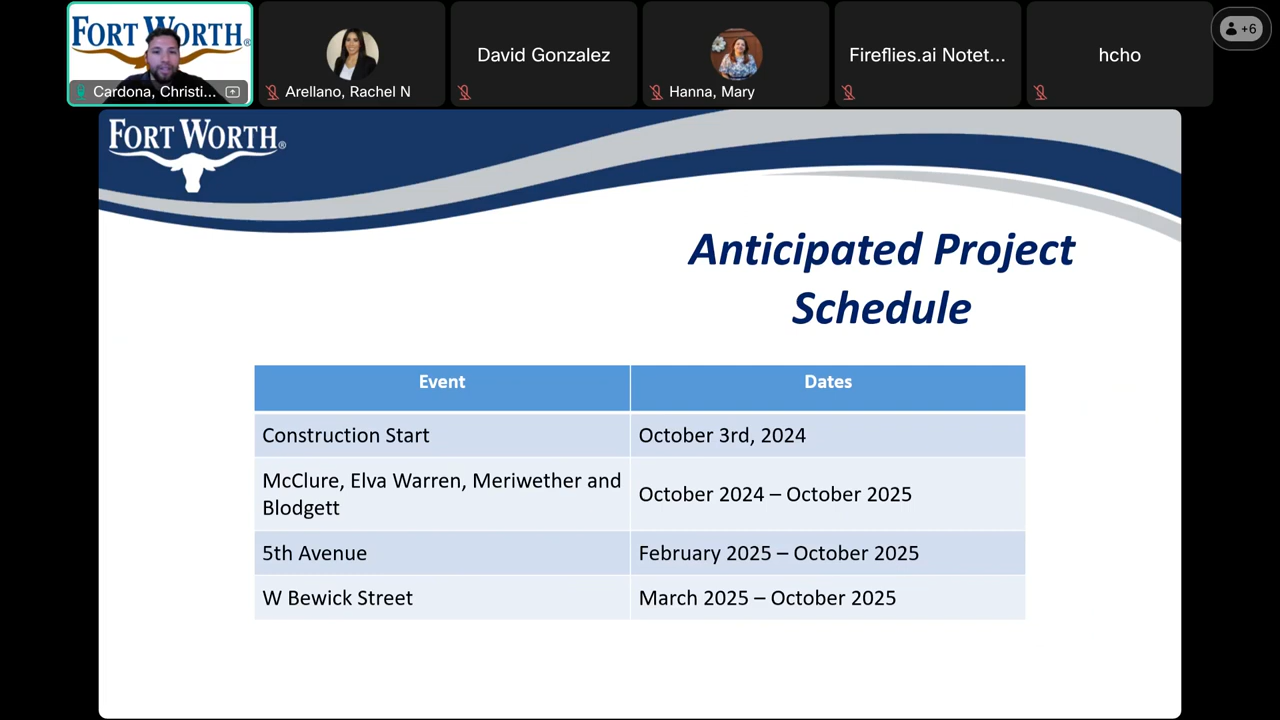 FORT WORTH®
Cardona, Christi...
Arellano, Rachel N
David Gonzalez
Hanna, Mary
Fireflies.ai Notet...
hcho
+6
FORT WORTH®
Anticipated Project
Schedule
Event
Dates
Construction Start
October 3rd, 2024
McClure, Elva Warren, Meriwether and
Blodgett
October 2024 – October 2025
5th Avenue
February 2025 – October 2025
W Bewick Street
March 2025 – October 2025